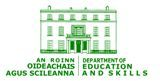 AN ROINN
OIDEACHAIS
AGUS SCILEANNA
DEPARTMENT OF
EDUCATION
AND SKILLS